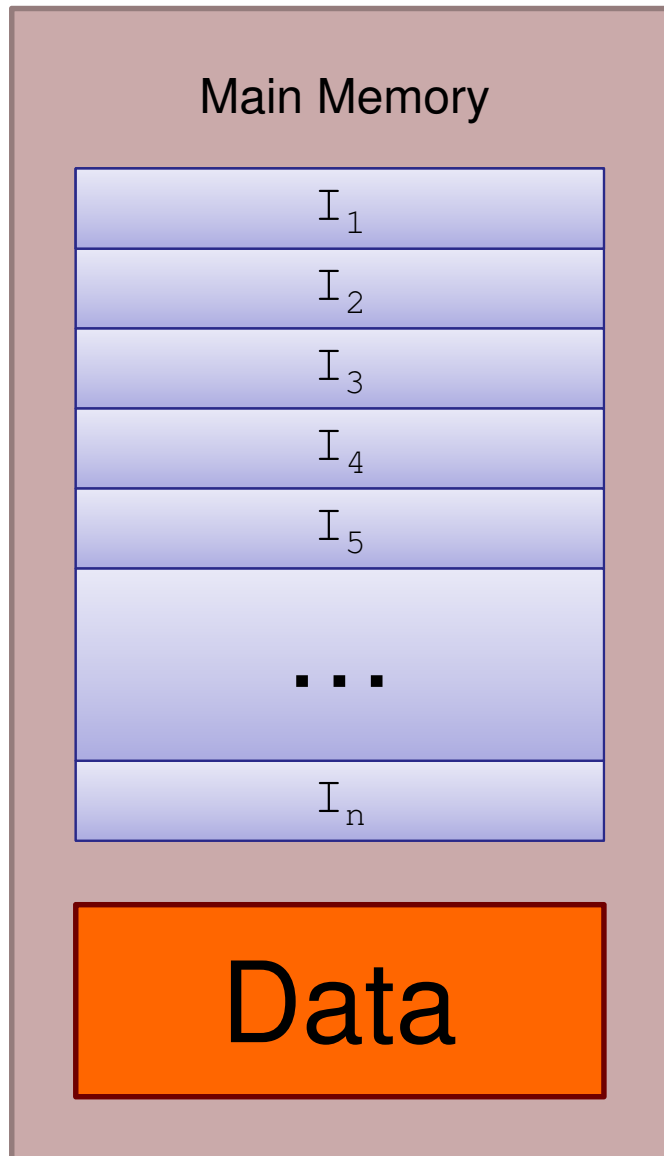 Main Memory
I₁
I₂
I₃
I₄
I₅
...
Iₙ
Data